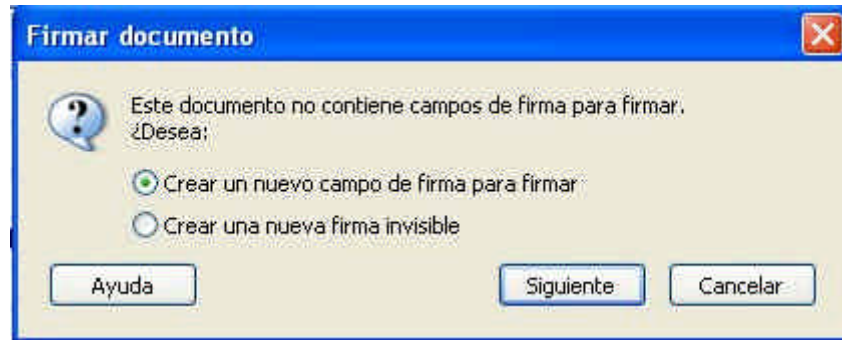 Firmar documento
Este documento no contiene campos de firma para firmar.
¿Desea:
Crear un nuevo campo de firma para firmar
Crear una nueva firma invisible
Ayuda Siguiente Cancelar